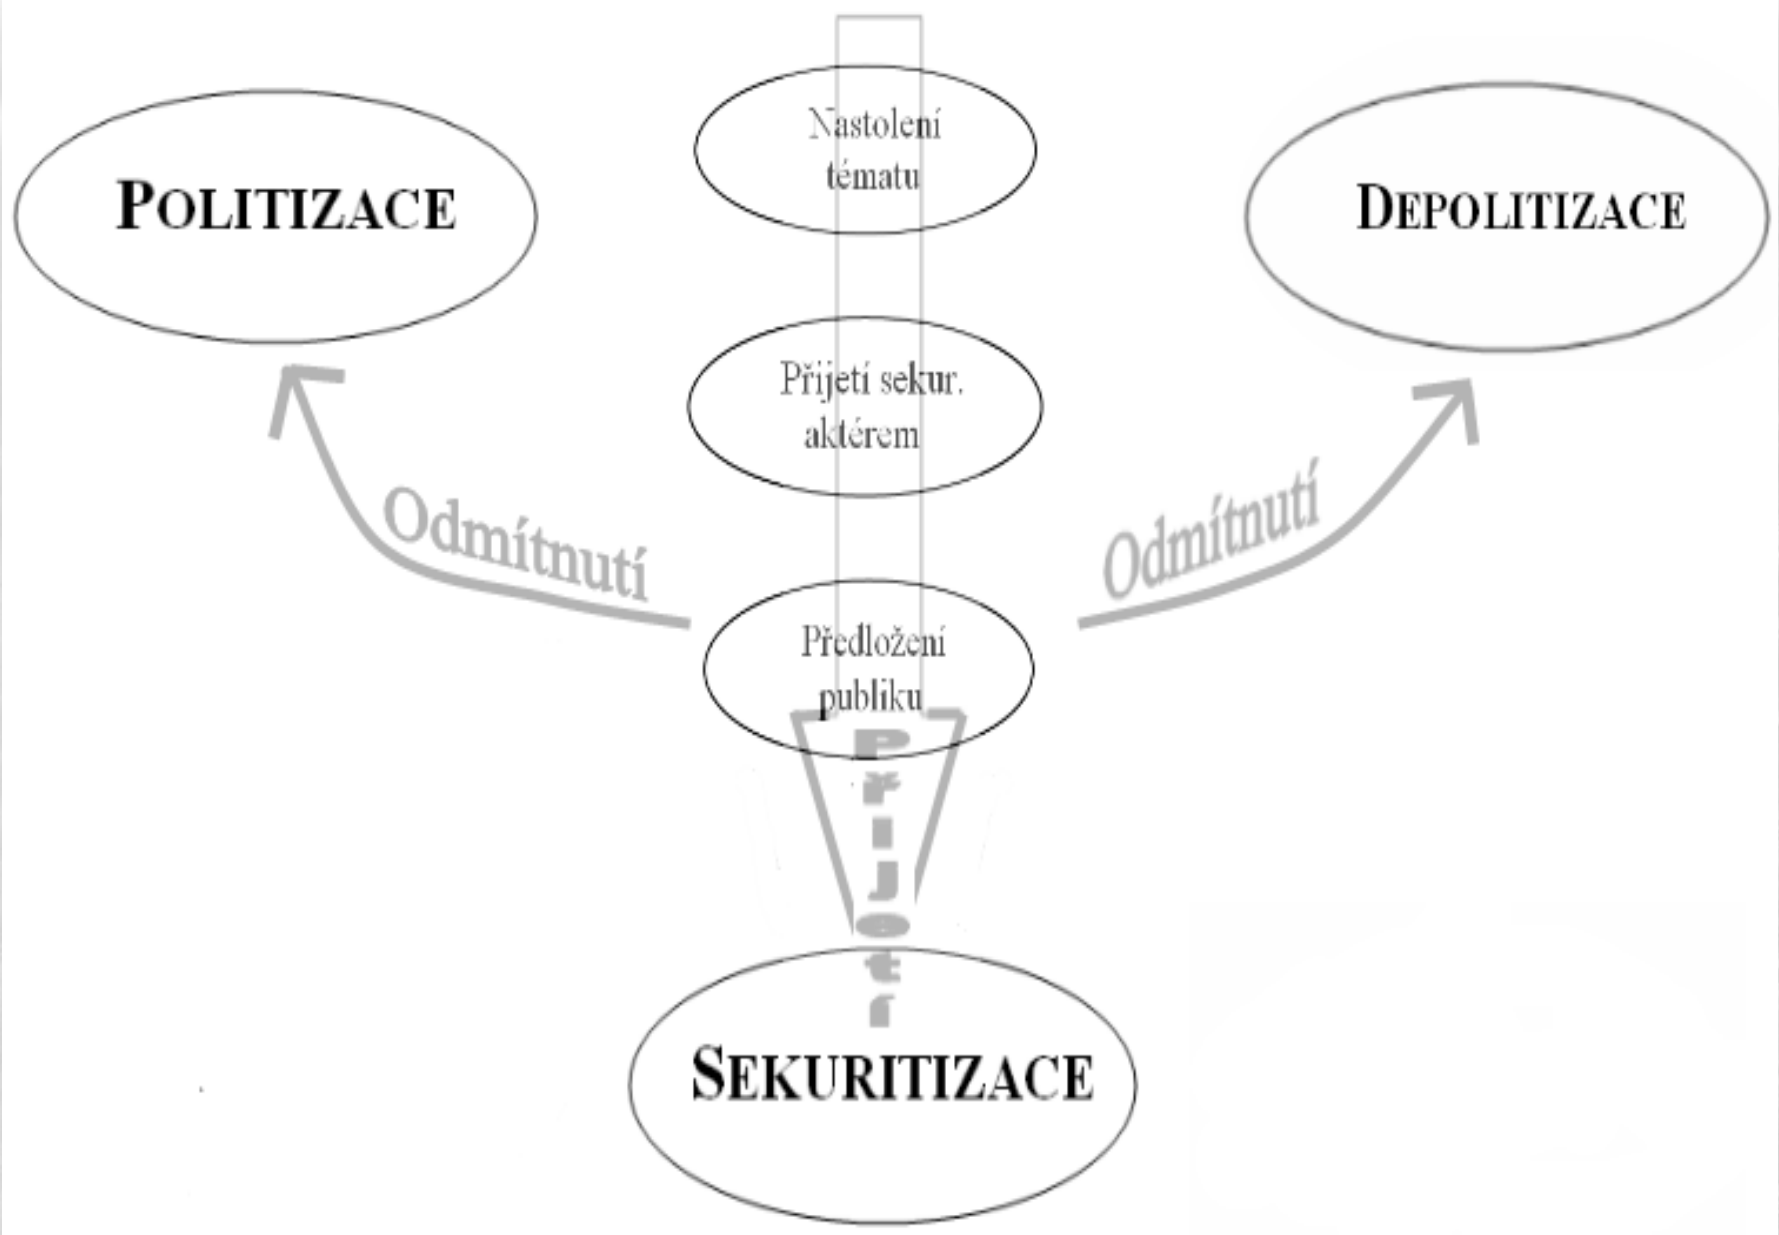 Nastolení
tématu
POLITIZACE
DEPOLITIZACE
Přijetí sekur.
aktérem
Odmítnutí
Odmítnutí
Předložení
publiku
Přijetí
SEKURITIZACE